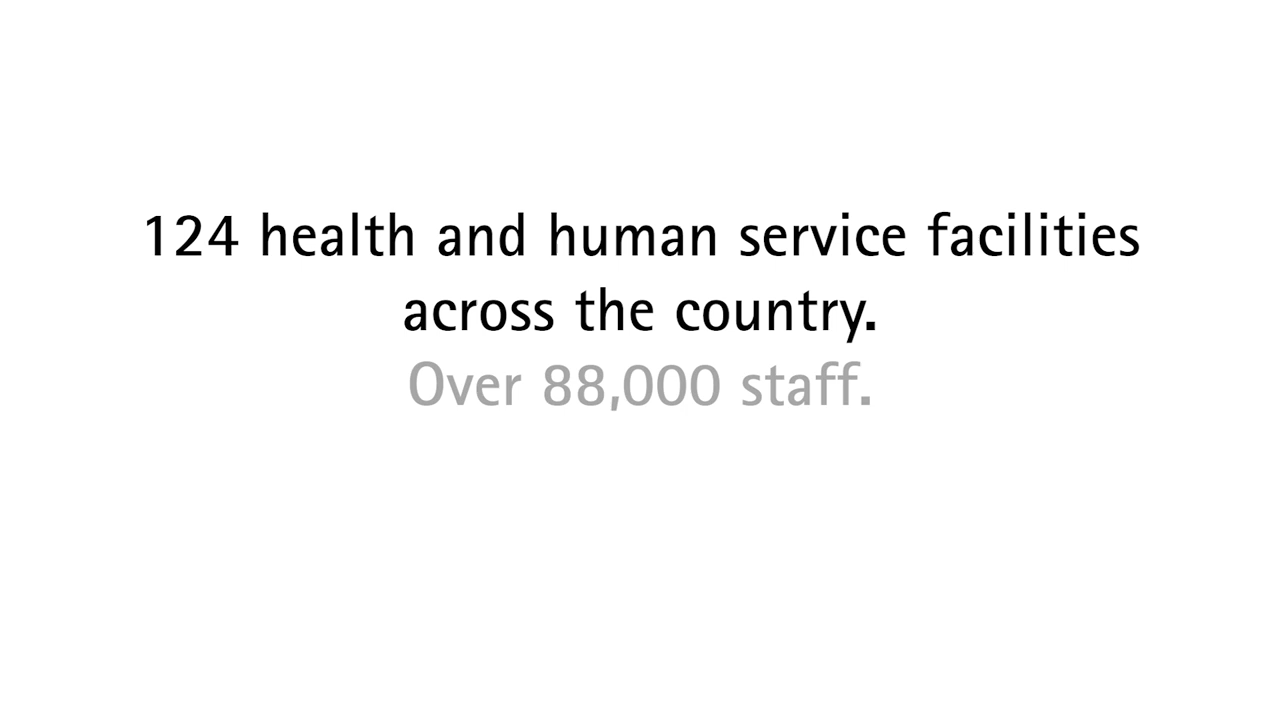 124 health and human service facilities
across the country.
Over 88,000 staff.